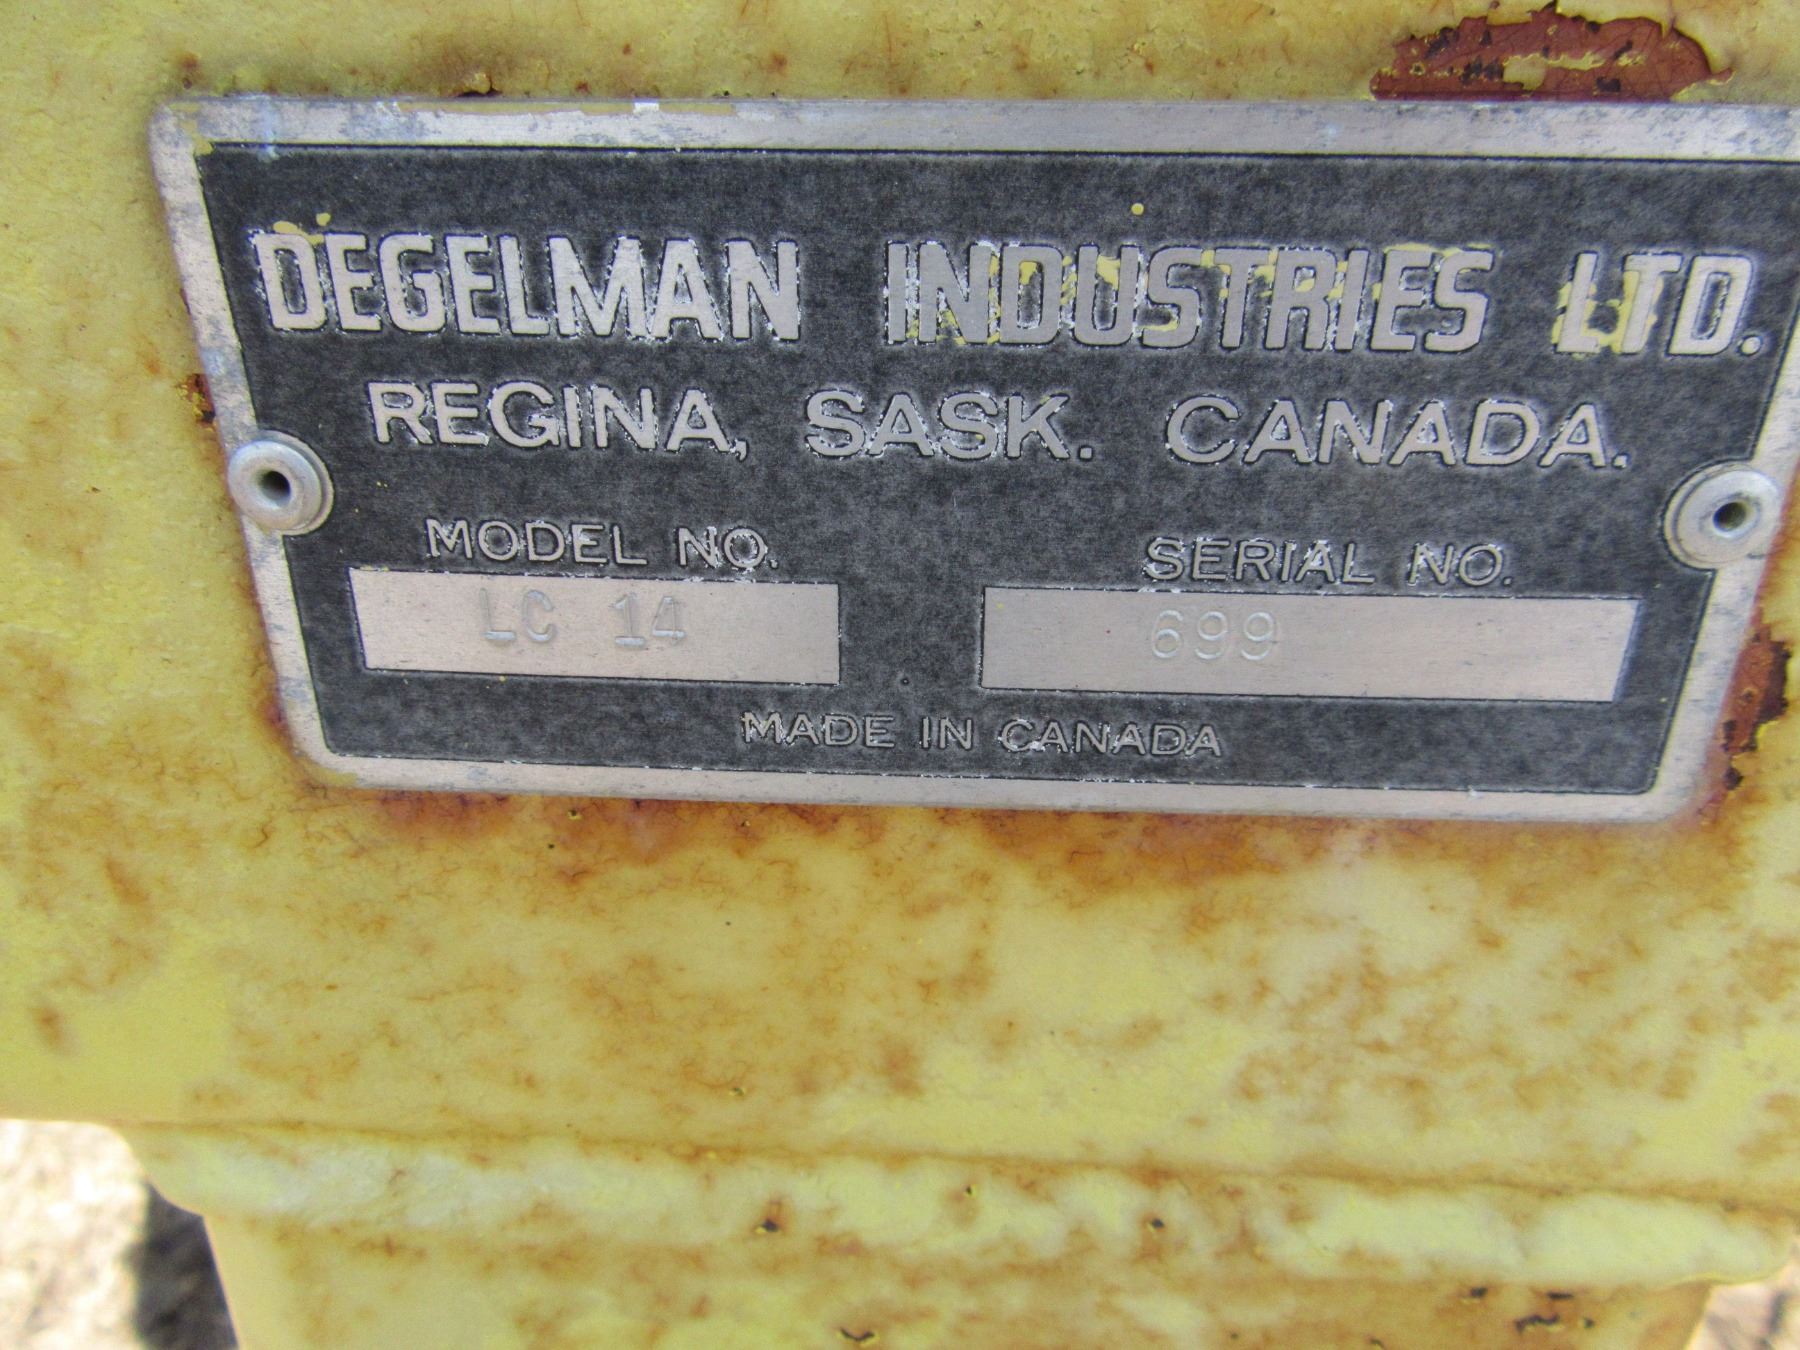 DEGELMAN INDUSTRIES LTD.
REGINA, SASK. CANADA.
MODEL NO. SERIAL NO.
LC 14 699
MADE IN CANADA